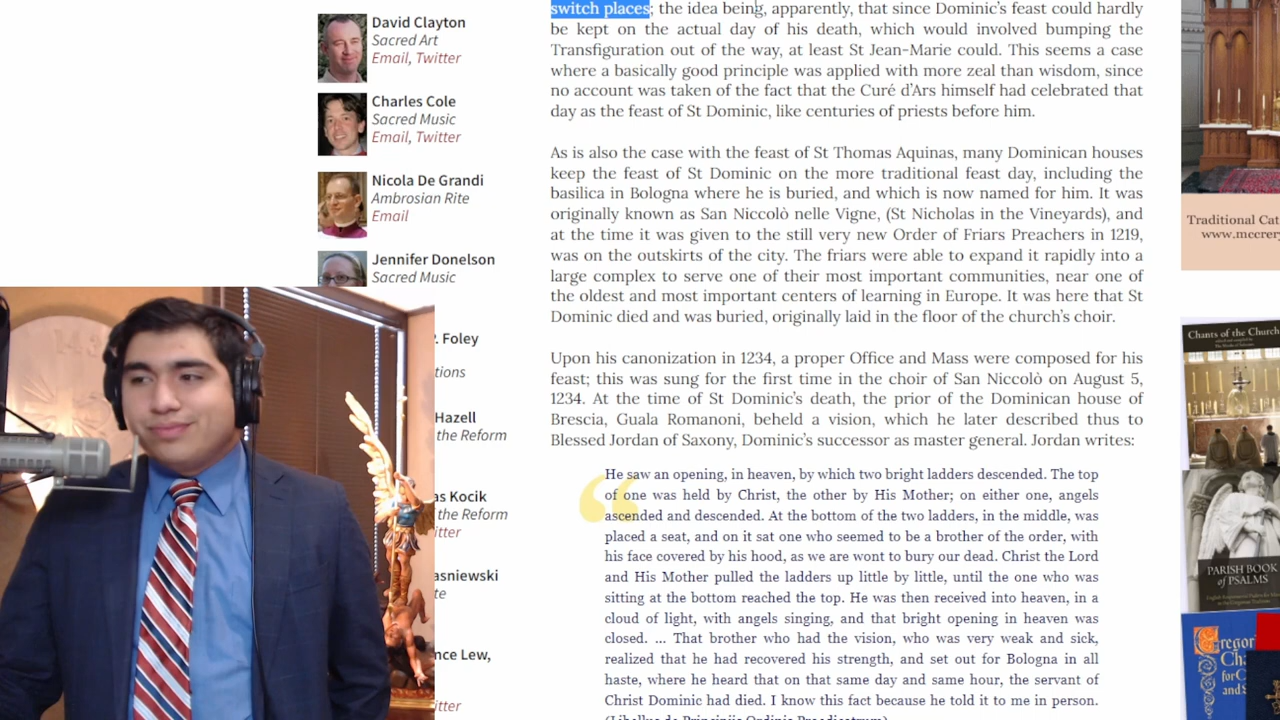 David Clayton
Sacred Art
Email, Twitter
Charles Cole
Sacred Music
Email, Twitter
Nicola De Grandi
Ambrosian Rite
Email
Jennifer Donelson
Sacred Music
. Foley
tions
Hazell
the Reform
as Kocik
the Reform
itter
asniewski
te
nce Lew,
itter
switch places; the idea being, apparently, that since Dominic's feast could hardly
be kept on the actual day of his death, which would involved bumping the
Transfiguration out of the way, at least St Jean-Marie could. This seems a case
where a basically good principle was applied with more zeal than wisdom, since
no account was taken of the fact that the Curé d'Ars himself had celebrated that
day as the feast of St Dominic, like centuries of priests before him.
As is also the case with the feast of St Thomas Aquinas, many Dominican houses
keep the feast of St Dominic on the more traditional feast day, including the
basilica in Bologna where he is buried, and which is now named for him. It was
originally known as San Niccolò nelle Vigne, (St Nicholas in the Vineyards), and
at the time it was given to the still very new Order of Friars Preachers in 1219,
was on the outskirts of the city. The friars were able to expand it rapidly into a
large complex to serve one of their most important communities, near one of
the oldest and most important centers of learning in Europe. It was here that St
Dominic died and was buried, originally laid in the floor of the church's choir.
Upon his canonization in 1234, a proper Office and Mass were composed for his
feast; this was sung for the first time in the choir of San Niccolò on August 5,
1234. At the time of St Dominic's death, the prior of the Dominican house of
Brescia, Guala Romanoni, beheld a vision, which he later described thus to
Blessed Jordan of Saxony, Dominic's successor as master general. Jordan writes:
He saw an opening, in heaven, by which two bright ladders descended. The top
of one was held by Christ, the other by His Mother; on either one, angels
ascended and descended. At the bottom of the two ladders, in the middle, was
placed a seat, and on it sat one who seemed to be a brother of the order, with
his face covered by his hood, as we are wont to bury our dead. Christ the Lord
and His Mother pulled the ladders up little by little, until the one who was
sitting at the bottom reached the top. He was then received into heaven, in a
cloud of light, with angels singing, and that bright opening in heaven was
closed. ... That brother who had the vision, who was very weak and sick,
realized that he had recovered his strength, and set out for Bologna in all
haste, where he heard that on that same day and same hour, the servant of
Christ Dominic had died. I know this fact because he told it to me in person.
(Libellus de Principiis Ordinis Praedicatorum)
Traditional Cat
www.mccrery
Chants of the Church
PARISH BOOK
of PSALMS
Gregor
Cha
for C
and S